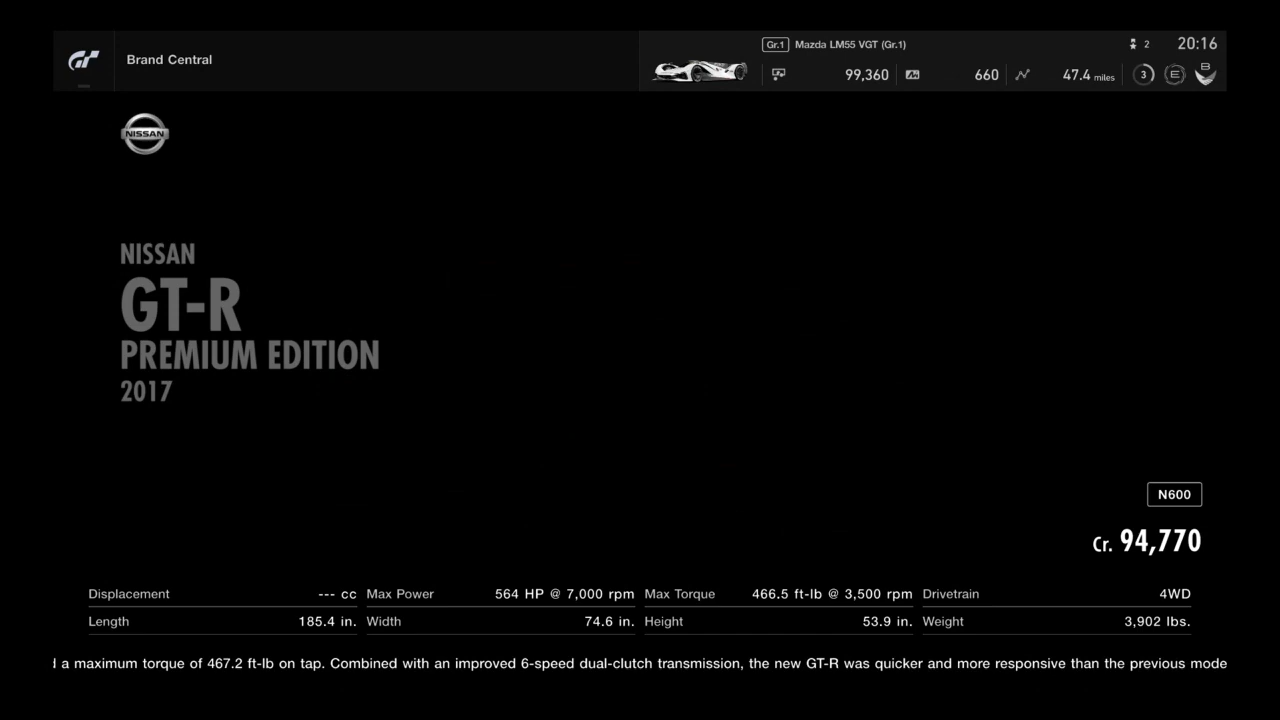 Brand Central
Gr.1 Mazda LM55 VGT (Gr.1)
2 20:16
99,360 660 47.4 miles 3 E B
NISSAN
NISSAN
GT-R
PREMIUM EDITION
2017
N600
Cr. 94,770
Displacement --- cc Max Power 564 HP @ 7,000 rpm Max Torque 466.5 ft-lb @ 3,500 rpm Drivetrain 4WD
Length 185.4 in. Width 74.6 in. Height 53.9 in. Weight 3,902 lbs.
a maximum torque of 467.2 ft-lb on tap. Combined with an improved 6-speed dual-clutch transmission, the new GT-R was quicker and more responsive than the previous mode